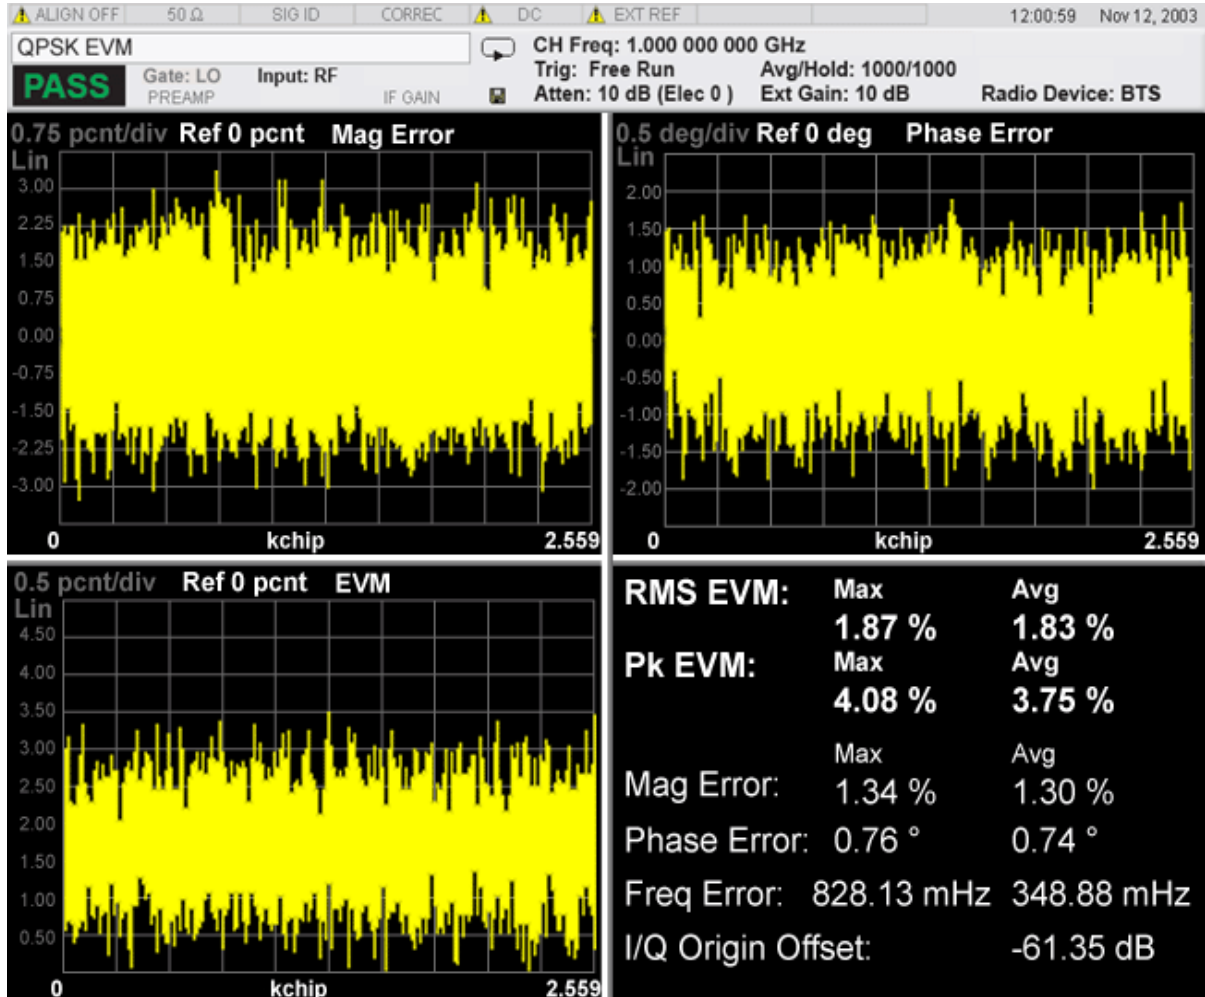 ALIGN OFF 50 Ω SIG ID CORREC DC EXT REF 12:00:59 Nov 12, 2003
QPSK EVM
CH Freq: 1.000 000 000 GHz
PASS Gate: LO Input: RF Trig: Free Run Avg/Hold: 1000/1000
PREAMP IF GAIN Atten: 10 dB (Elec 0 ) Ext Gain: 10 dB Radio Device: BTS
0.75 pcnt/div Ref 0 pcnt Mag Error
Lin
3.00
2.25
1.50
0.75
0.00
-0.75
-1.50
-2.25
-3.00
0 kchip 2.559
0.5 deg/div Ref 0 deg Phase Error
Lin
2.00
1.50
1.00
0.50
0.00
-0.50
-1.00
-1.50
-2.00
0 kchip 2.559
0.5 pcnt/div Ref 0 pcnt EVM
Lin
4.50
4.00
3.50
3.00
2.50
2.00
1.50
1.00
0.50
0 kchip 2.559
RMS EVM: Max Avg
1.87 % 1.83 %
Pk EVM: Max Avg
4.08 % 3.75 %
Max Avg
Mag Error: 1.34 % 1.30 %
Phase Error: 0.76 ° 0.74 °
Freq Error: 828.13 mHz 348.88 mHz
I/Q Origin Offset: -61.35 dB